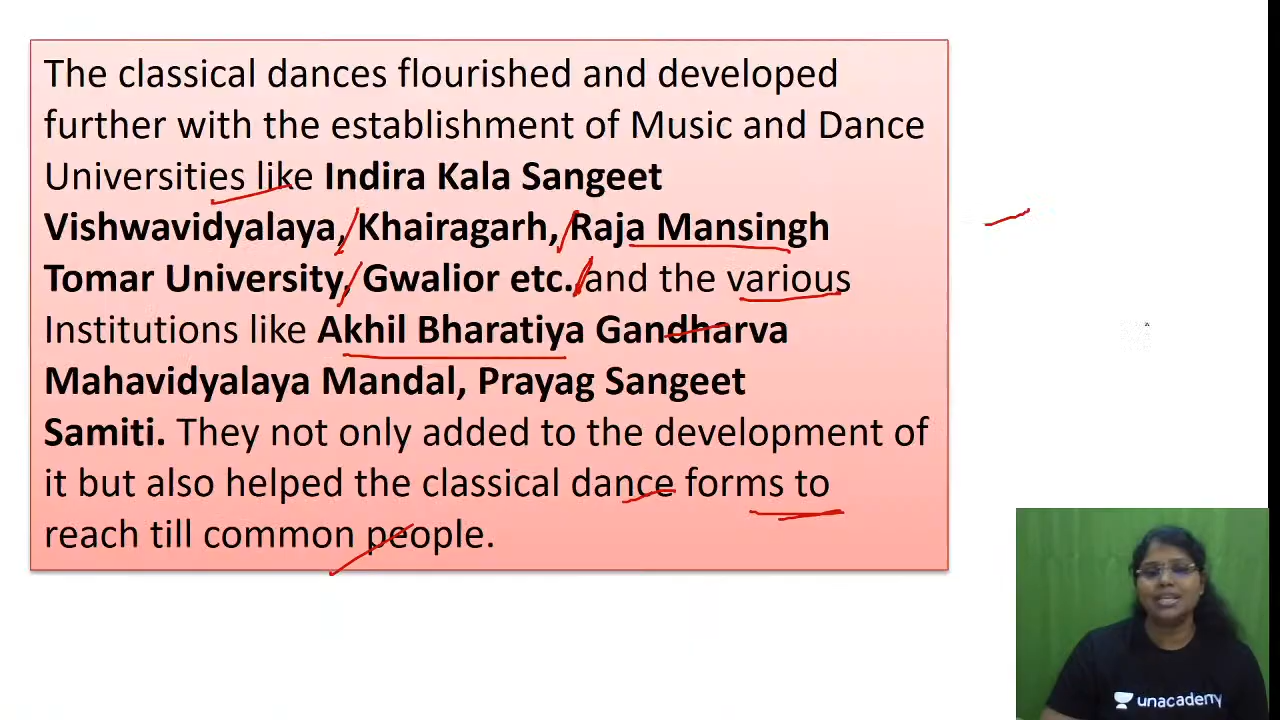 The classical dances flourished and developed
further with the establishment of Music and Dance
Universities like Indira Kala Sangeet
Vishwavidyalaya, Khairagarh, Raja Mansingh
Tomar University, Gwalior etc. and the various
Institutions like Akhil Bharatiya Gandharva
Mahavidyalaya Mandal, Prayag Sangeet
Samiti. They not only added to the development of
it but also helped the classical dance forms to
reach till common people.
unacademy